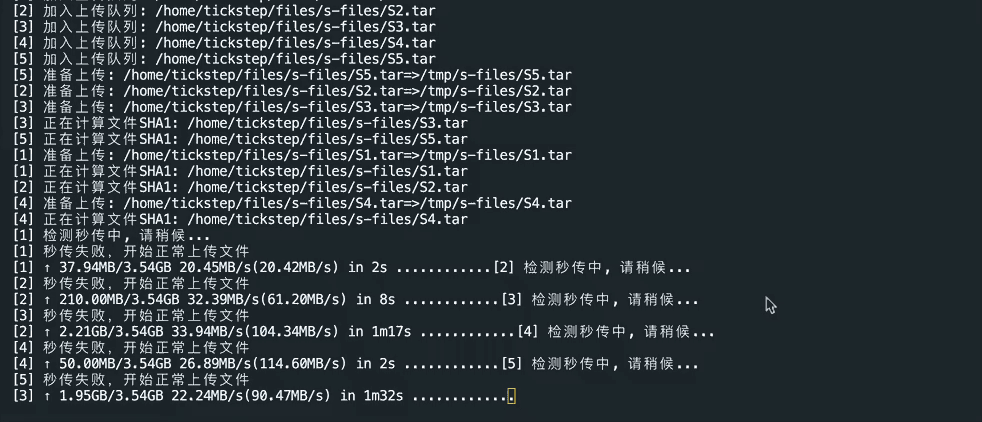 [2] 加入上传队列: /home/tickstep/files/s-files/S2.tar
[3] 加入上传队列: /home/tickstep/files/s-files/S3.tar
[4] 加入上传队列: /home/tickstep/files/s-files/S4.tar
[5] 加入上传队列: /home/tickstep/files/s-files/S5.tar
[5] 准备上传: /home/tickstep/files/s-files/S5.tar=>/tmp/s-files/S5.tar
[2] 准备上传: /home/tickstep/files/s-files/S2.tar=>/tmp/s-files/S2.tar
[3] 准备上传: /home/tickstep/files/s-files/S3.tar=>/tmp/s-files/S3.tar
[3] 正在计算文件SHA1: /home/tickstep/files/s-files/S3.tar
[5] 正在计算文件SHA1: /home/tickstep/files/s-files/S5.tar
[1] 准备上传: /home/tickstep/files/s-files/S1.tar=>/tmp/s-files/S1.tar
[1] 正在计算文件SHA1: /home/tickstep/files/s-files/S1.tar
[2] 正在计算文件SHA1: /home/tickstep/files/s-files/S2.tar
[4] 准备上传: /home/tickstep/files/s-files/S4.tar=>/tmp/s-files/S4.tar
[4] 正在计算文件SHA1: /home/tickstep/files/s-files/S4.tar
[1] 检测秒传中, 请稍候...
[1] 秒传失败，开始正常上传文件
[1] ↑ 37.94MB/3.54GB 20.45MB/s(20.42MB/s) in 2s ............[2] 检测秒传中, 请稍候...
[2] 秒传失败，开始正常上传文件
[2] ↑ 210.00MB/3.54GB 32.39MB/s(61.20MB/s) in 8s ............[3] 检测秒传中, 请稍候...
[3] 秒传失败，开始正常上传文件
[2] ↑ 2.21GB/3.54GB 33.94MB/s(104.34MB/s) in 1m17s ............[4] 检测秒传中, 请稍候...
[4] 秒传失败，开始正常上传文件
[4] ↑ 50.00MB/3.54GB 26.89MB/s(114.60MB/s) in 2s ............[5] 检测秒传中, 请稍候...
[5] 秒传失败，开始正常上传文件
[3] ↑ 1.95GB/3.54GB 22.24MB/s(90.47MB/s) in 1m32s .............